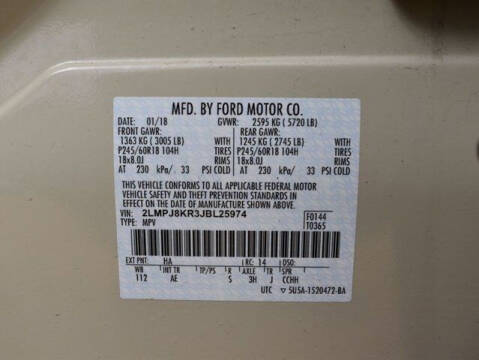 MFD. BY FORD MOTOR CO.
DATE: 01/18 GVWR: 2595 KG ( 5720 LB)
FRONT GAWR: REAR GAWR:
1363 KG ( 3005 LB) 1245 KG ( 2745 LB)
P245/60R18 104H TIRES P245/60R18 104H TIRES
18x8.0J RIMS 18x8.0J RIMS
AT 230 kPa/ 33 PSI COLD AT 230 kPa/ 33 PSI COLD
THIS VEHICLE CONFORMS TO ALL APPLICABLE FEDERAL MOTOR
VEHICLE SAFETY AND THEFT PREVENTION STANDARDS IN
EFFECT ON THE DATE OF MANUFACTURE SHOWN ABOVE.
VIN: 2LMPJ8KR3JBL25974 F0144
TYPE: MPV T0365
EXT PNT: HA RC: 14 DSO:
WB INT TR TP/PS R AXLE TR SPR
112 AE S 3H J CCHH
UTC ▽ 5U5A-1520472-BA